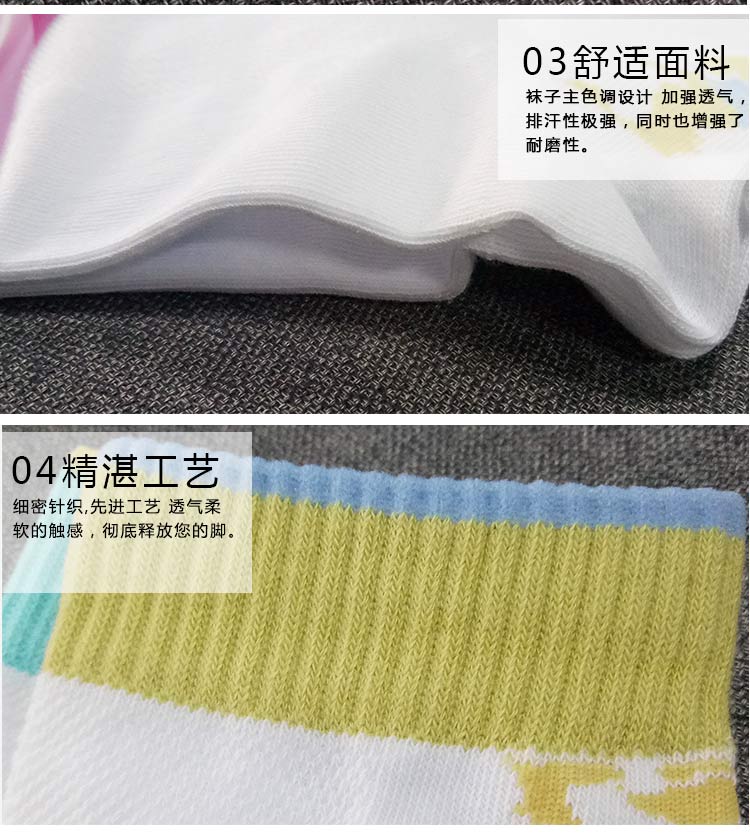 03舒适面料
袜子主色调设计 加强透气，
排汗性极强，同时也增强了
耐磨性。
04精湛工艺
细密针织,先进工艺 透气柔
软的触感，彻底释放您的脚。